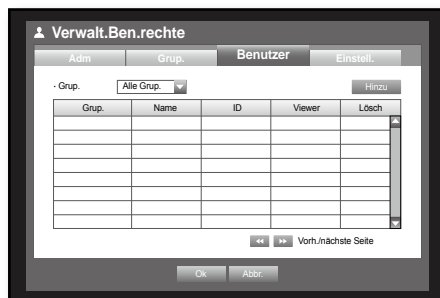 Verwalt.Ben.rechte
Adm Grup. Benutzer Einstell.
· Grup. Alle Grup. Hinzu
Grup. Name ID Viewer Lösch
Vorh./nächste Seite
Ok Abbr.